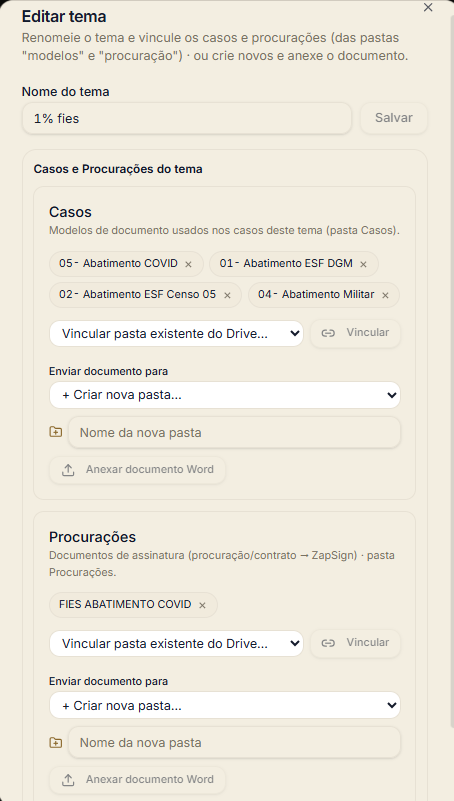 Editar tema
Renomeie o tema e vincule os casos e procurações (das pastas
"modelos" e "procuração") · ou crie novos e anexe o documento.
Nome do tema
1% fies
Salvar
Casos e Procurações do tema
Casos
Modelos de documento usados nos casos deste tema (pasta Casos).
05- Abatimento COVID ×
01- Abatimento ESF DGM ×
02- Abatimento ESF Censo 05 ×
04- Abatimento Militar ×
Vincular pasta existente do Drive...
Vincular
Enviar documento para
+ Criar nova pasta...
Nome da nova pasta
Anexar documento Word
Procurações
Documentos de assinatura (procuração/contrato → ZapSign) · pasta
Procurações.
FIES ABATIMENTO COVID ×
Vincular pasta existente do Drive...
Vincular
Enviar documento para
+ Criar nova pasta...
Nome da nova pasta
Anexar documento Word